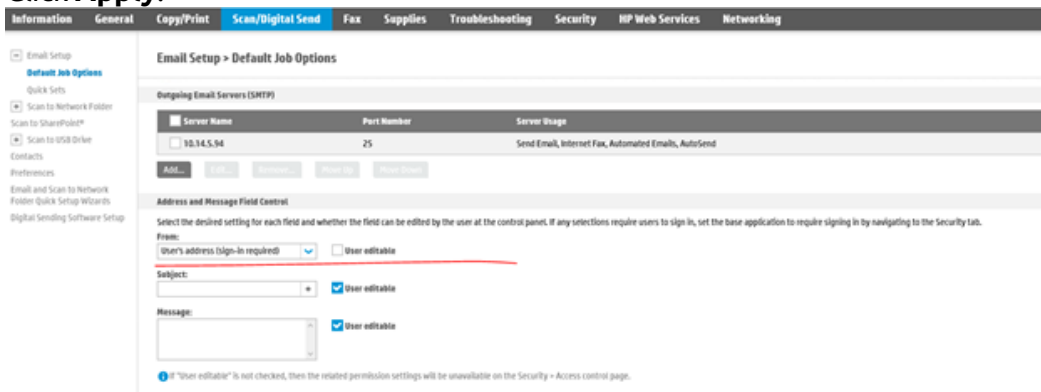 Click Apply.
Information General Copy/Print Scan/Digital Send Fax Supplies Troubleshooting Security HP Web Services Networking
Email Setup
Default Job Options
Quick Sets
Scan to Network Folder
Scan to SharePoint®
Scan to USB Drive
Contacts
Preferences
Email and Scan to Network
Folder Quick Setup Wizards
Digital Sending Software Setup
Email Setup > Default Job Options
Outgoing Email Servers (SMTP)
Server Name Port Number Server Usage
10.14.5.94 25 Send Email, Internet Fax, Automated Emails, AutoSend
Add... Edit... Remove... Move Up Move Down
Address and Message Field Control
Select the desired setting for each field and whether the field can be edited by the user at the control panel. If any selections require users to sign in, set the base application to require signing in by navigating to the Security tab.
From:
User's address (sign-in required) User editable
Subject:
User editable
Message:
User editable
If "User editable" is not checked, then the related permission settings will be unavailable on the Security > Access control page.